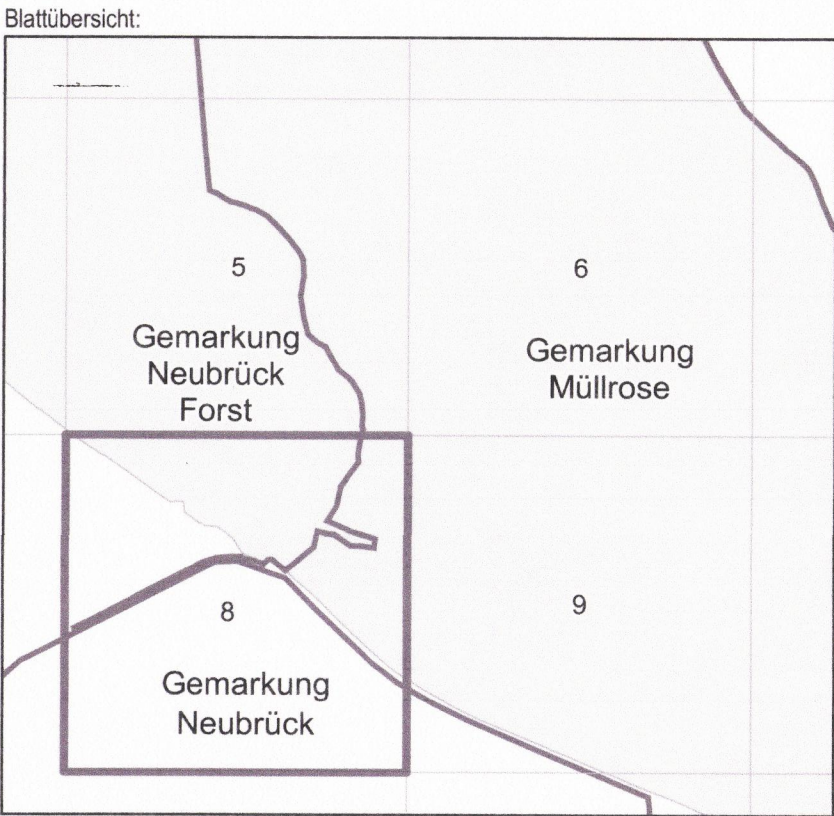 Blattübersicht:
5
6
Gemarkung
Neubrück
Forst
Gemarkung
Müllrose
8
9
Gemarkung
Neubrück